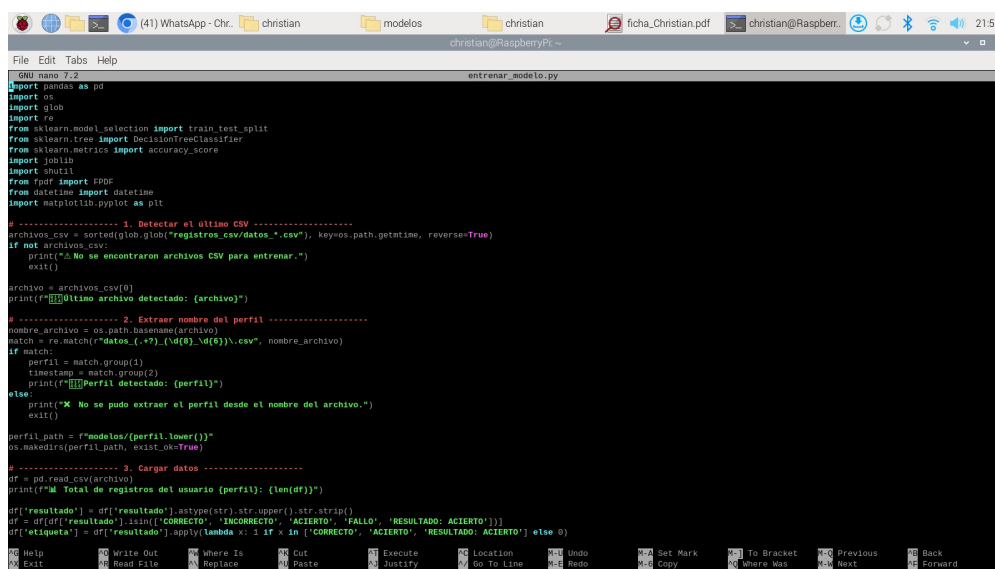 (41) WhatsApp - Chr.. christian modelos christian ficha_Christian.pdf christian@Raspberr.. 21:5
christian@RaspberryPi: ~
File Edit Tabs Help
GNU nano 7.2 entrenar_modelo.py
import pandas as pd
import os
import glob
import re
from sklearn.model_selection import train_test_split
from sklearn.tree import DecisionTreeClassifier
from sklearn.metrics import accuracy_score
import joblib
import shutil
from fpdf import FPDF
from datetime import datetime
import matplotlib.pyplot as plt
# -------------------- 1. Detectar el último CSV --------------------
archivos_csv = sorted(glob.glob("registros_csv/datos_*.csv"), key=os.path.getmtime, reverse=True)
if not archivos_csv:
    print("⚠ No se encontraron archivos CSV para entrenar.")
    exit()
archivo = archivos_csv[0]
print(f"Último archivo detectado: {archivo}")
# -------------------- 2. Extraer nombre del perfil --------------------
nombre_archivo = os.path.basename(archivo)
match = re.match(r"datos_(.+?)_(\d{8}_\d{6})\.csv", nombre_archivo)
if match:
    perfil = match.group(1)
    timestamp = match.group(2)
    print(f"Perfil detectado: {perfil}")
else:
    print("❌ No se pudo extraer el perfil desde el nombre del archivo.")
    exit()
perfil_path = f"modelos/{perfil.lower()}"
os.makedirs(perfil_path, exist_ok=True)
# -------------------- 3. Cargar datos --------------------
df = pd.read_csv(archivo)
print(f"📊 Total de registros del usuario {perfil}: {len(df)}")
df['resultado'] = df['resultado'].astype(str).str.upper().str.strip()
df = df[df['resultado'].isin(['CORRECTO', 'INCORRECTO', 'ACIERTO', 'FALLO', 'RESULTADO: ACIERTO'])]
df['etiqueta'] = df['resultado'].apply(lambda x: 1 if x in ['CORRECTO', 'ACIERTO', 'RESULTADO: ACIERTO'] else 0)
^G Help ^O Write Out ^W Where Is ^K Cut ^T Execute ^C Location M-U Undo M-A Set Mark M-] To Bracket M-Q Previous ^B Back
^X Exit ^R Read File ^\ Replace ^U Paste ^J Justify ^/ Go To Line M-E Redo M-6 Copy ^Q Where Was M-W Next ^F Forward